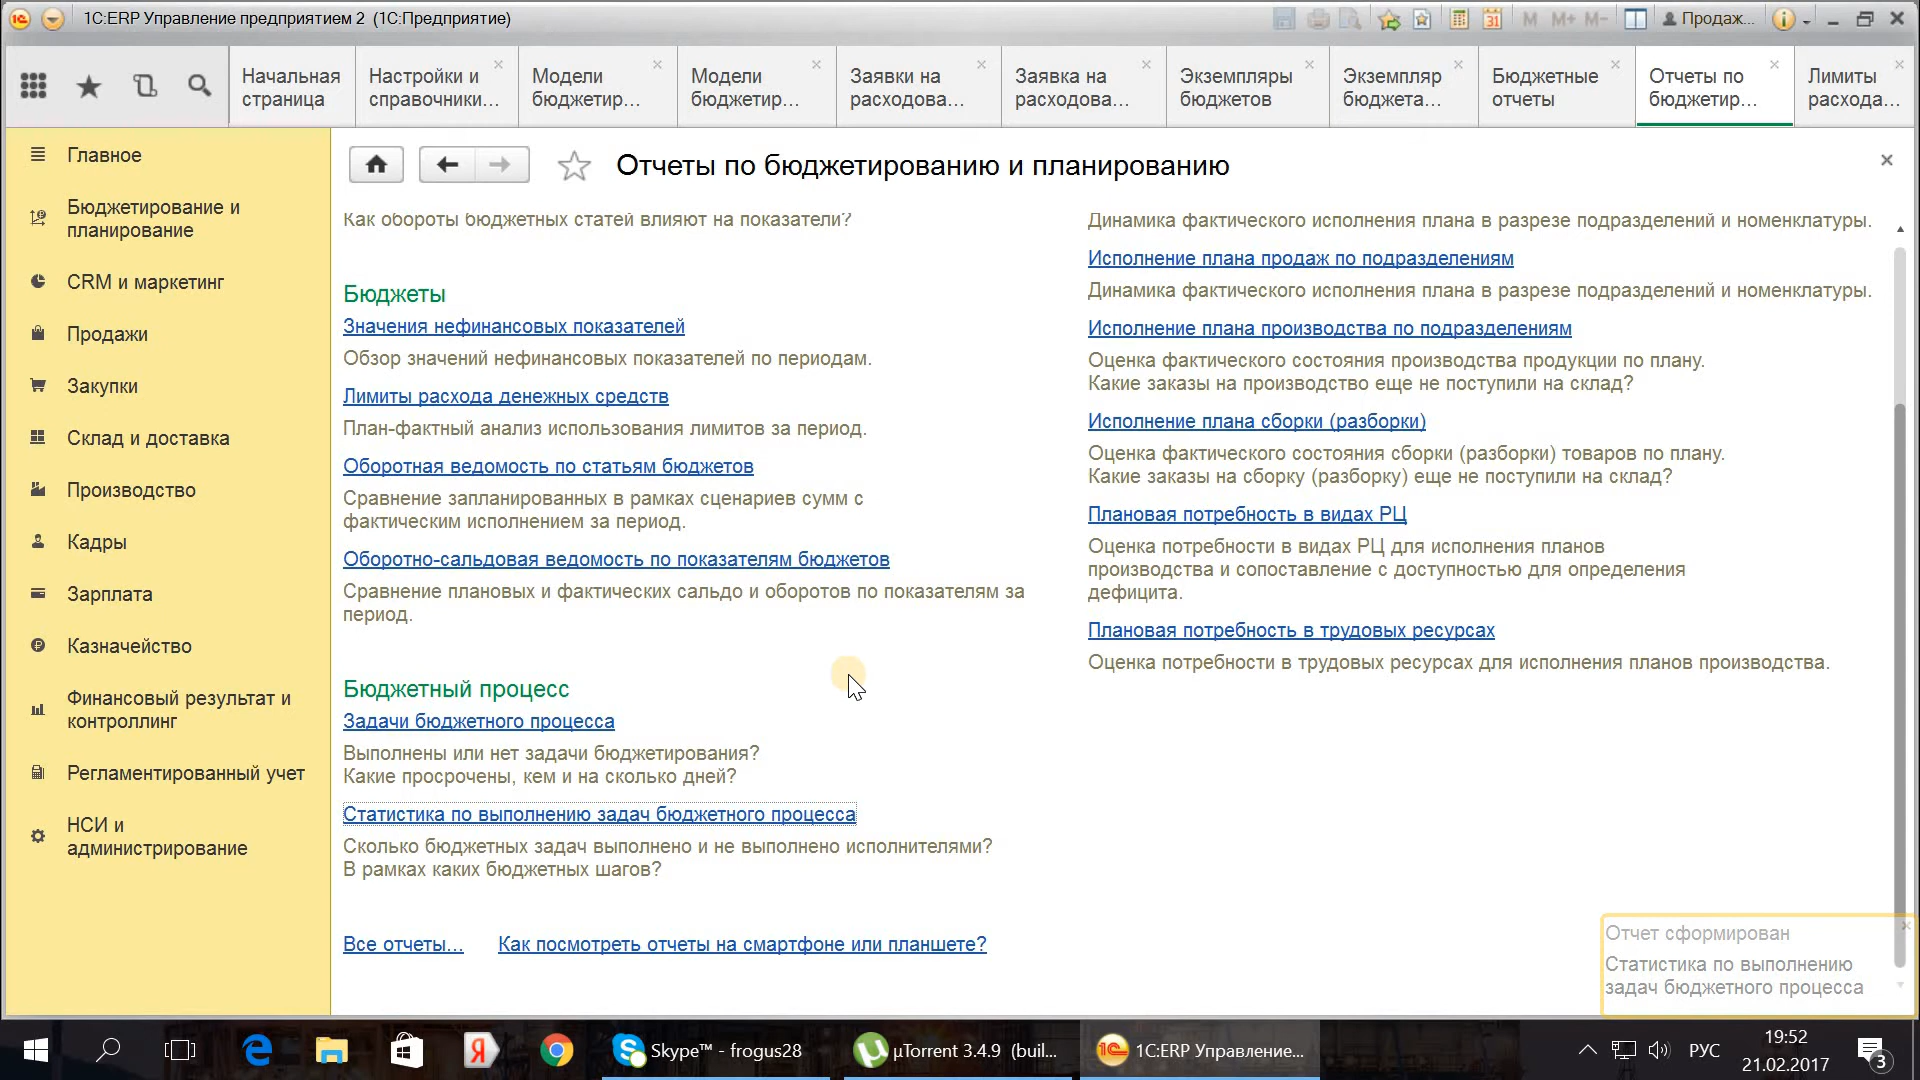 1С:ERP Управление предприятием 2 (1С:Предприятие)
M M+ M-
Продаж...
Начальная
страница
Настройки и
справочники...
Модели
бюджетир...
Модели
бюджетир...
Заявки на
расходова...
Заявка на
расходова...
Экземпляры
бюджетов
Экземпляр
бюджета...
Бюджетные
отчеты
Отчеты по
бюджетир...
Лимиты
расхода...
Главное
Бюджетирование и
планирование
CRM и маркетинг
Продажи
Закупки
Склад и доставка
Производство
Кадры
Зарплата
Казначейство
Финансовый результат и
контроллинг
Регламентированный учет
НСИ и
администрирование
Отчеты по бюджетированию и планированию
Как обороты бюджетных статей влияют на показатели?
Бюджеты
Значения нефинансовых показателей
Обзор значений нефинансовых показателей по периодам.
Лимиты расхода денежных средств
План-фактный анализ использования лимитов за период.
Оборотная ведомость по статьям бюджетов
Сравнение запланированных в рамках сценариев сумм с
фактическим исполнением за период.
Оборотно-сальдовая ведомость по показателям бюджетов
Сравнение плановых и фактических сальдо и оборотов по показателям за
период.
Бюджетный процесс
Задачи бюджетного процесса
Выполнены или нет задачи бюджетирования?
Какие просрочены, кем и на сколько дней?
Статистика по выполнению задач бюджетного процесса
Сколько бюджетных задач выполнено и не выполнено исполнителями?
В рамках каких бюджетных шагов?
Все отчеты...
Как посмотреть отчеты на смартфоне или планшете?
Динамика фактического исполнения плана в разрезе подразделений и номенклатуры.
Исполнение плана продаж по подразделениям
Динамика фактического исполнения плана в разрезе подразделений и номенклатуры.
Исполнение плана производства по подразделениям
Оценка фактического состояния производства продукции по плану.
Какие заказы на производство еще не поступили на склад?
Исполнение плана сборки (разборки)
Оценка фактического состояния сборки (разборки) товаров по плану.
Какие заказы на сборку (разборку) еще не поступили на склад?
Плановая потребность в видах РЦ
Оценка потребности в видах РЦ для исполнения планов
производства и сопоставление с доступностью для определения
дефицита.
Плановая потребность в трудовых ресурсах
Оценка потребности в трудовых ресурсах для исполнения планов производства.
Отчет сформирован
Статистика по выполнению
задач бюджетного процесса
Skype™ - frogus28
µTorrent 3.4.9 (buil...
1С:ERP Управление...
РУС
19:52
21.02.2017
3